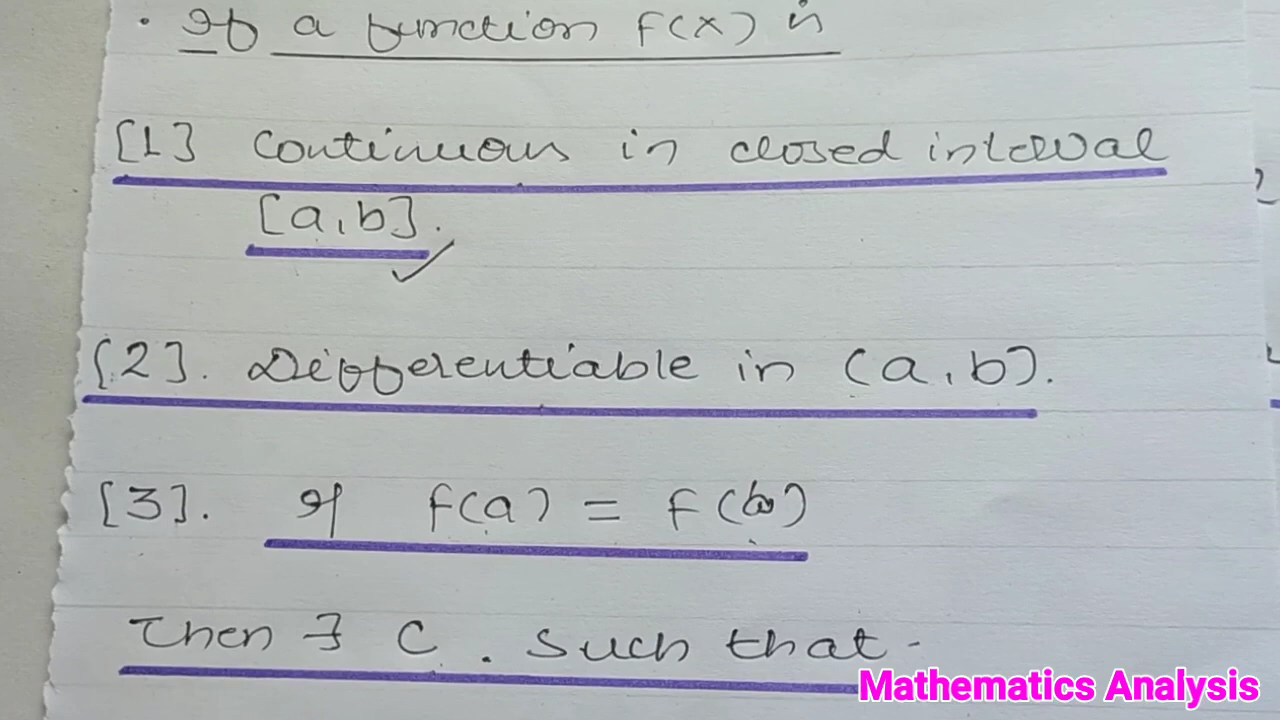 · If a function f(x) is
[1] Continuous in closed interval
[a,b].
[2]. Differentiable in (a,b).
[3]. If f(a) = f(b)
Then ∃ C. Such that-
Mathematics Analysis